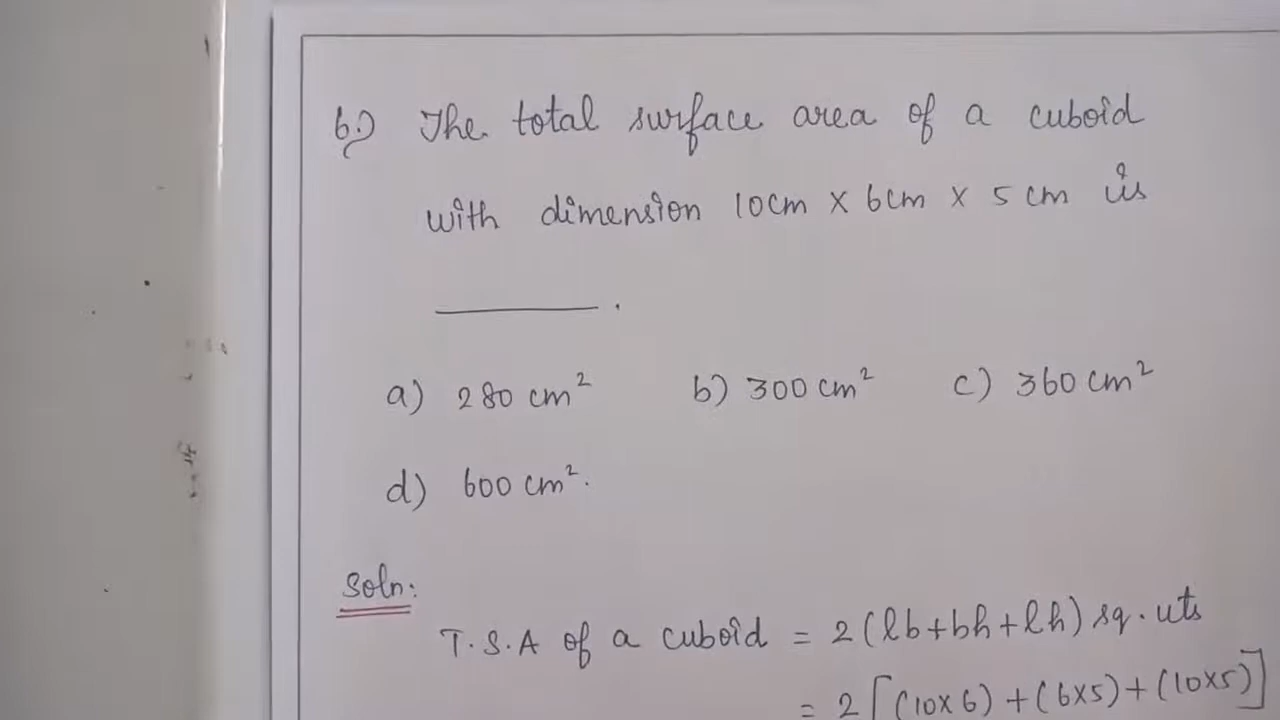 6.) The total surface area of a cuboid
with dimension 10cm x 6cm x 5 cm is
________ .
a) 280 cm² b) 300 cm² c) 360 cm²
d) 600 cm².
Soln:
T.S.A of a cuboid = 2(lb+bh+lh) sq.uts
= 2[(10x6)+(6x5)+(10x5)]